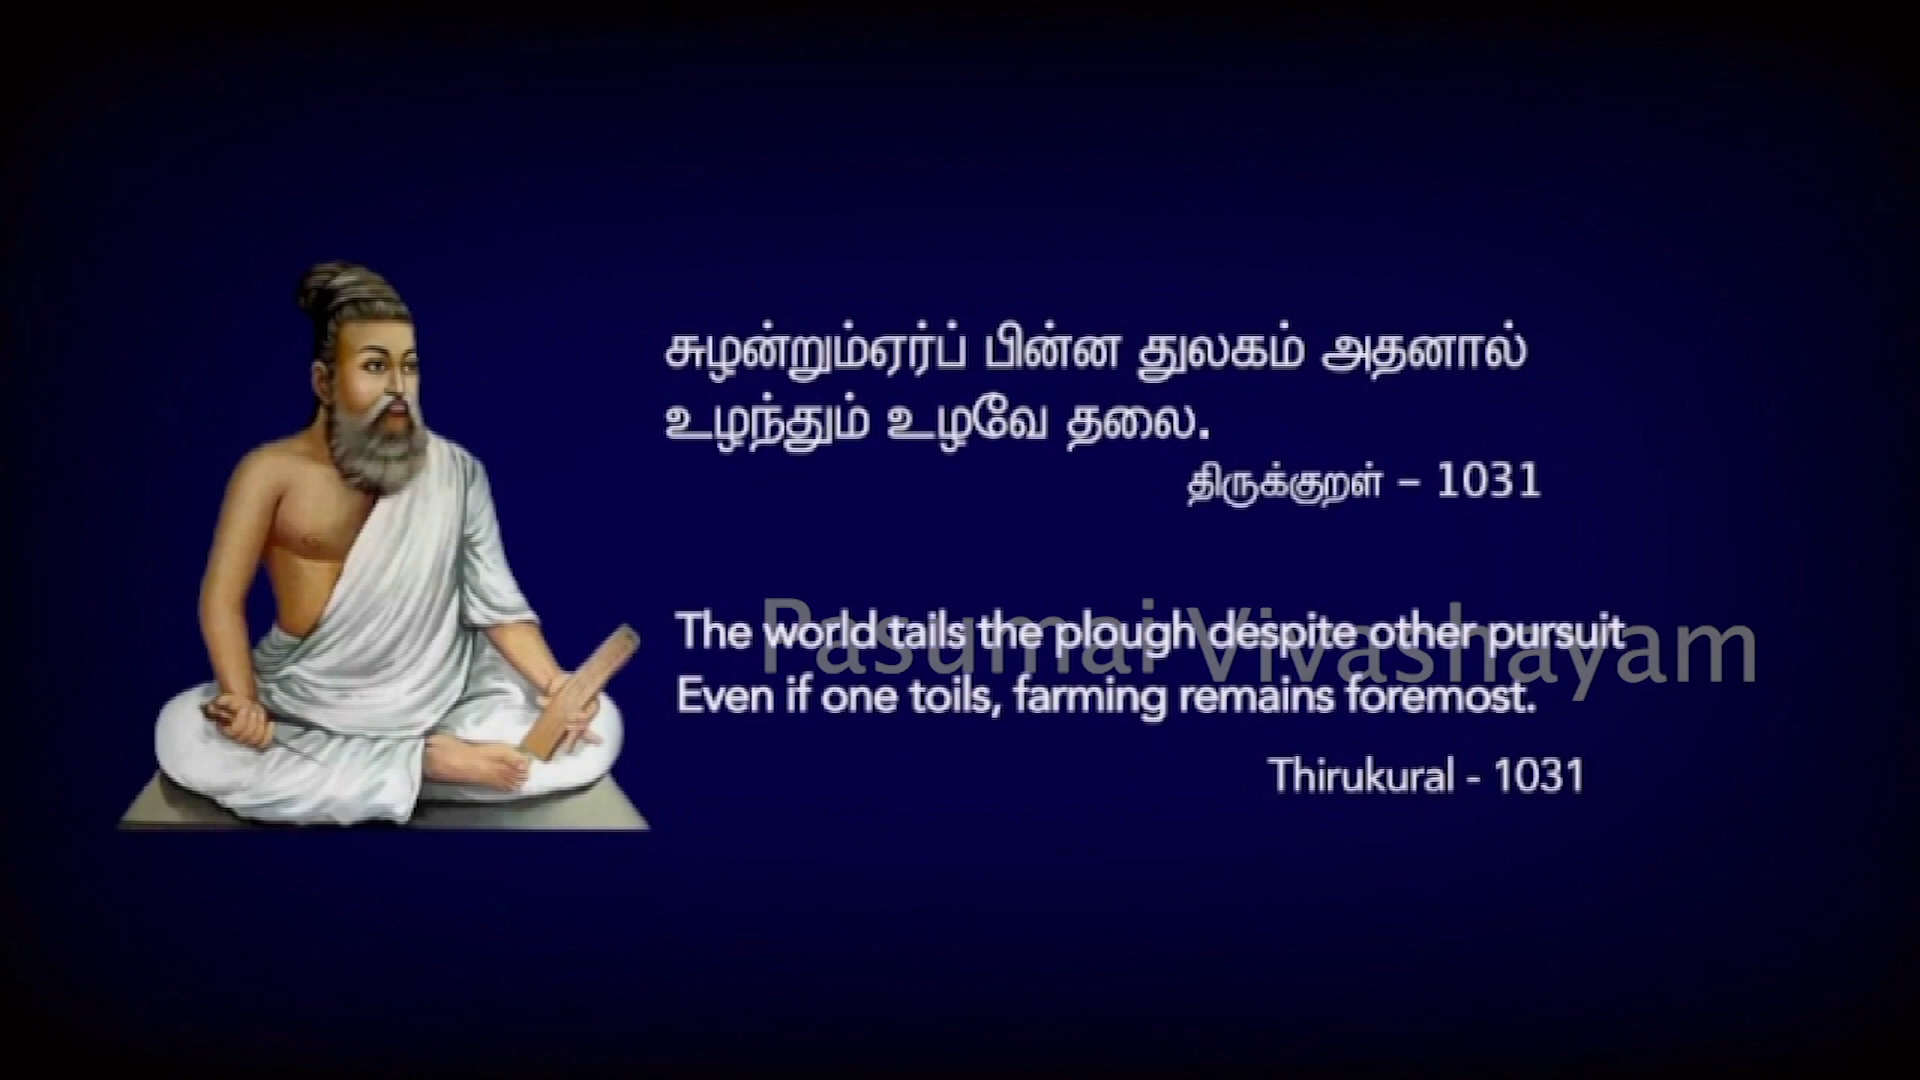 சுழன்றும்ஏர்ப் பின்ன துலகம் அதனால்
உழந்தும் உழவே தலை.
திருக்குறள் – 1031
Pasumai Vivashayam
The world tails the plough despite other pursuit
Even if one toils, farming remains foremost.
Thirukural - 1031